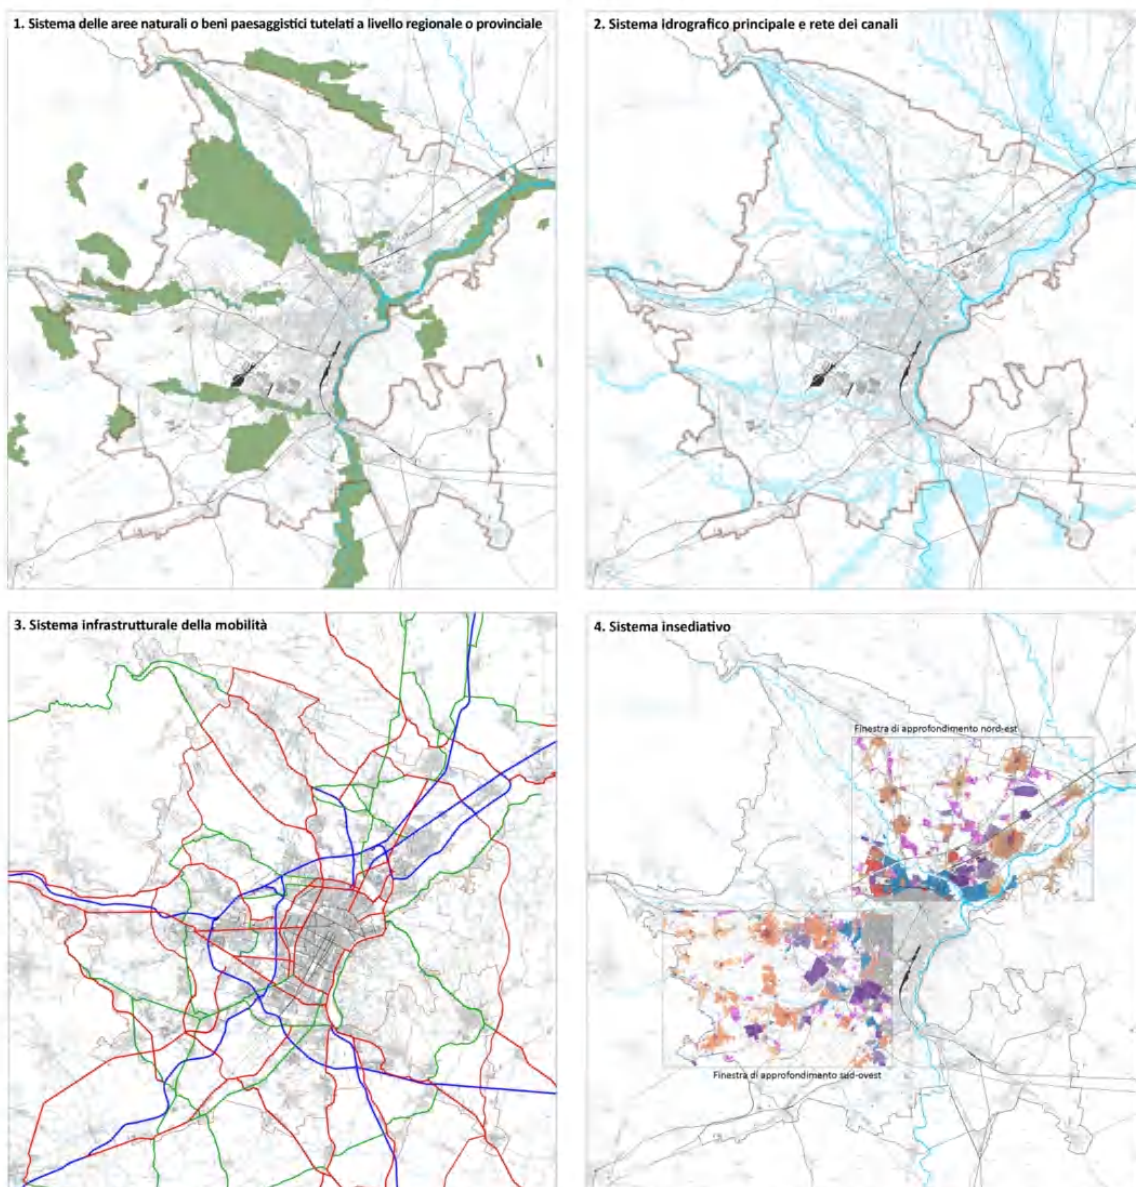 1. Sistema delle aree naturali o beni paesaggistici tutelati a livello regionale o provinciale
2. Sistema idrografico principale e rete dei canali
3. Sistema infrastrutturale della mobilità
4. Sistema insediativo
Finestra di approfondimento nord-est
Finestra di approfondimento sud-ovest